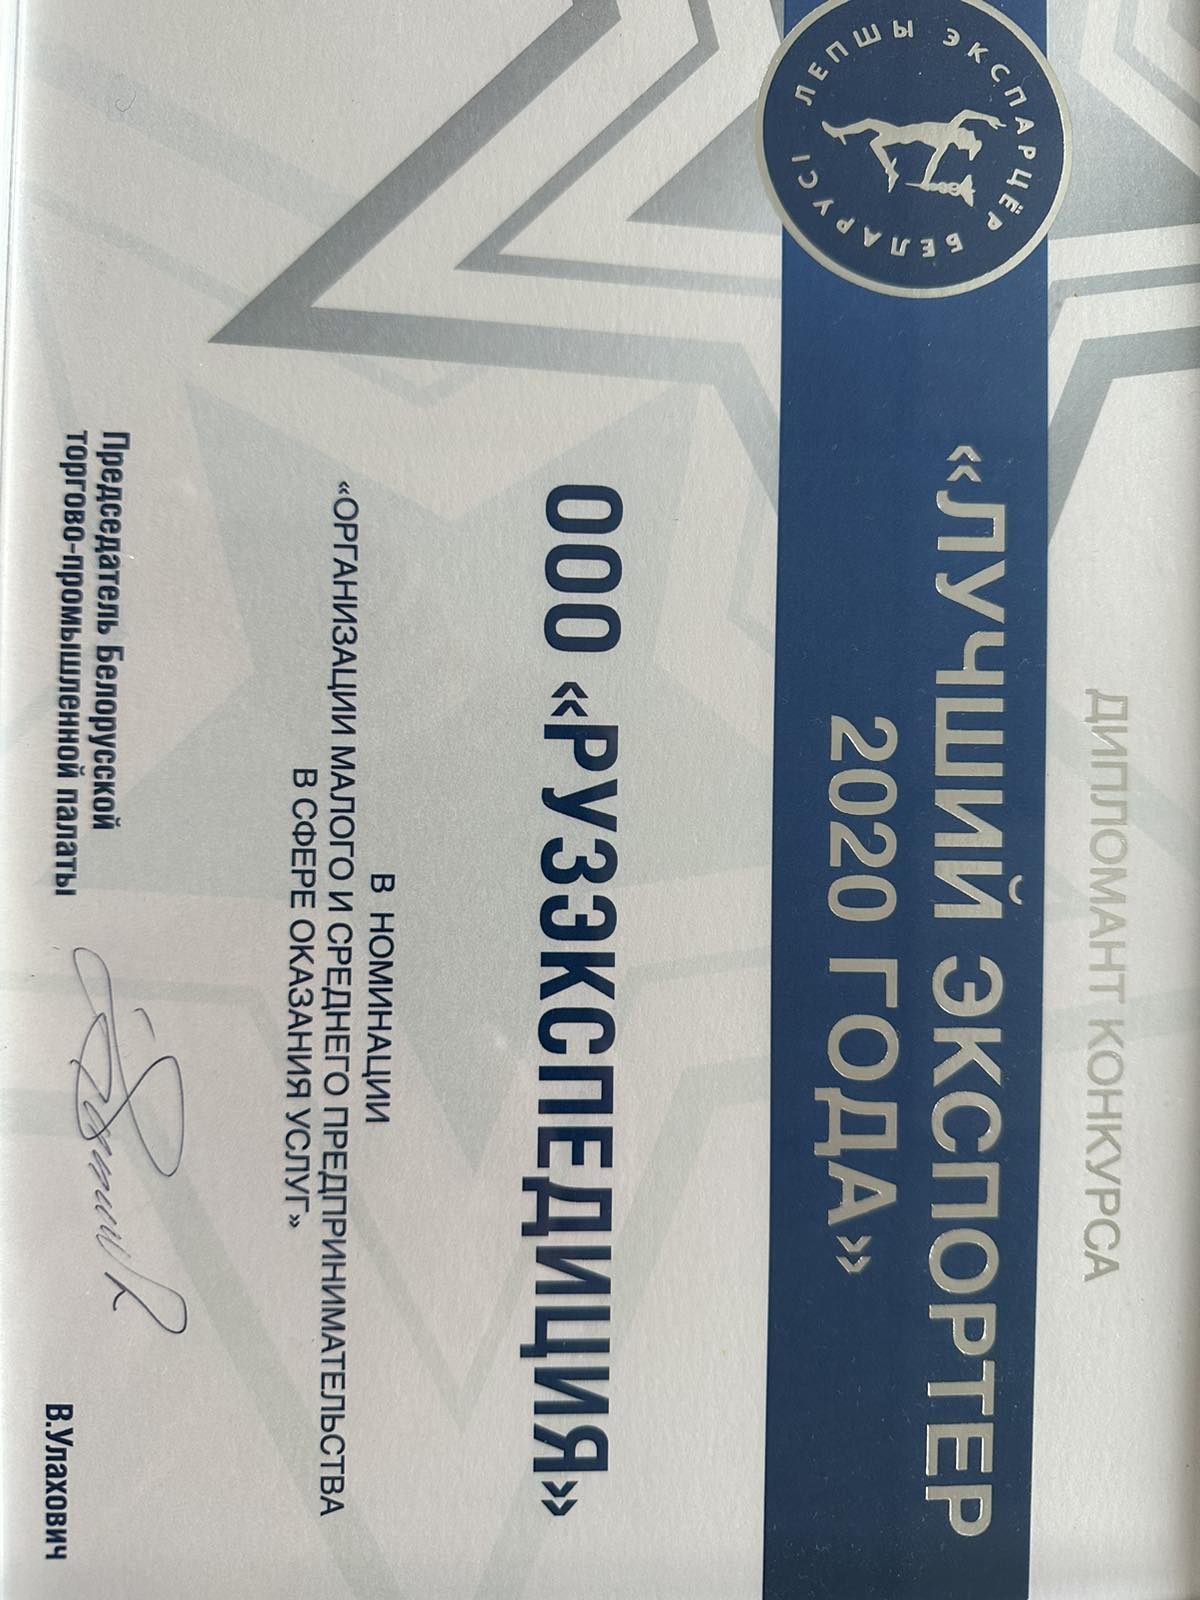 ДИПЛОМАНТ КОНКУРСА
ЛЕПШЫ ЭКСПАРЦЁР БЕЛАРУСІ
«ЛУЧШИЙ ЭКСПОРТЕР
2020 ГОДА»
ООО «РУЗЭКСПЕДИЦИЯ»
В НОМИНАЦИИ
«ОРГАНИЗАЦИИ МАЛОГО И СРЕДНЕГО ПРЕДПРИНИМАТЕЛЬСТВА
В СФЕРЕ ОКАЗАНИЯ УСЛУГ»
Председатель Белорусской
торгово-промышленной палаты
В.Улахович